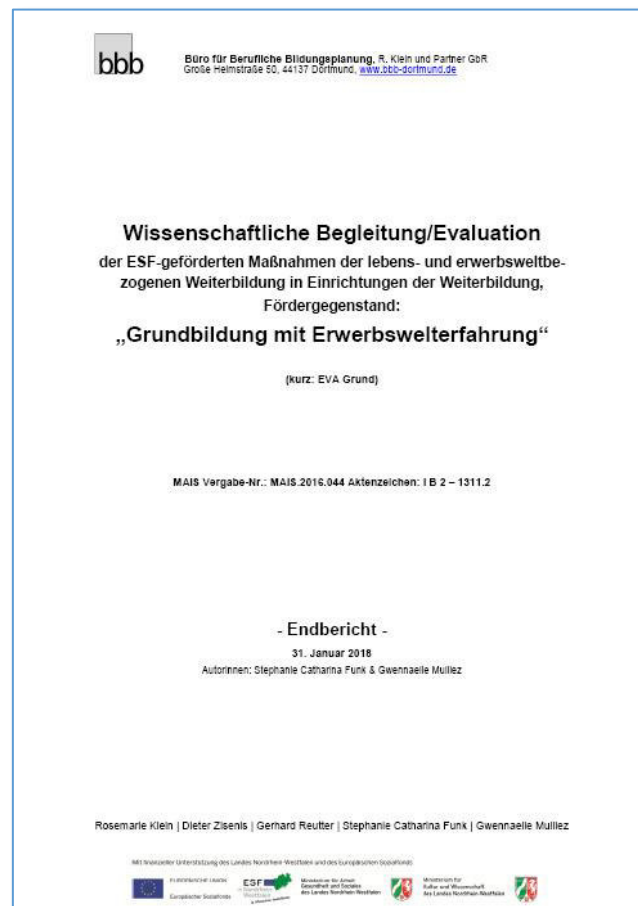 bbb
Büro für Berufliche Bildungsplanung, R. Klein und Partner GbR
Große Heimstraße 50, 44137 Dortmund, www.bbb-dortmund.de
Wissenschaftliche Begleitung/Evaluation
der ESF-geförderten Maßnahmen der lebens- und erwerbsweltbe-
zogenen Weiterbildung in Einrichtungen der Weiterbildung,
Fördergegenstand:
„Grundbildung mit Erwerbswelterfahrung“
(kurz: EVA Grund)
MAIS Vergabe-Nr.: MAIS.2016.044 Aktenzeichen: I B 2 – 1311.2
- Endbericht -
31. Januar 2018
Autorinnen: Stephanie Catharina Funk & Gwennaelle Mulliez
Rosemarie Klein | Dieter Zisenis | Gerhard Reutter | Stephanie Catharina Funk | Gwennaelle Mulliez
Mit finanzieller Unterstützung des Landes Nordrhein-Westfalen und des Europäischen Sozialfonds
EUROPÄISCHE UNION
Europäischer Sozialfonds
ESF
in Nordrhein-
Westfalen
Ministerium für Arbeit
Gesundheit und Soziales
des Landes Nordrhein-Westfalen
Ministerium für
Kultur und Wissenschaft
des Landes Nordrhein-Westfalen